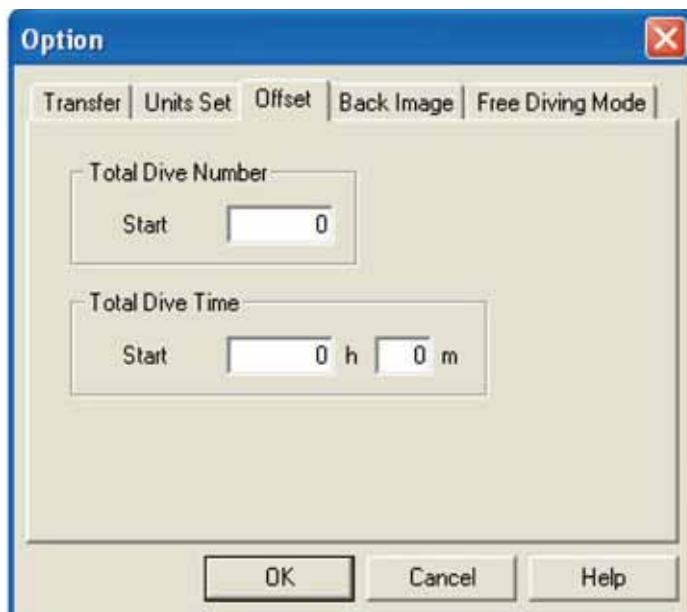 Option
Transfer Units Set Offset Back Image Free Diving Mode
Total Dive Number
Start 0
Total Dive Time
Start 0 h 0 m
OK Cancel Help